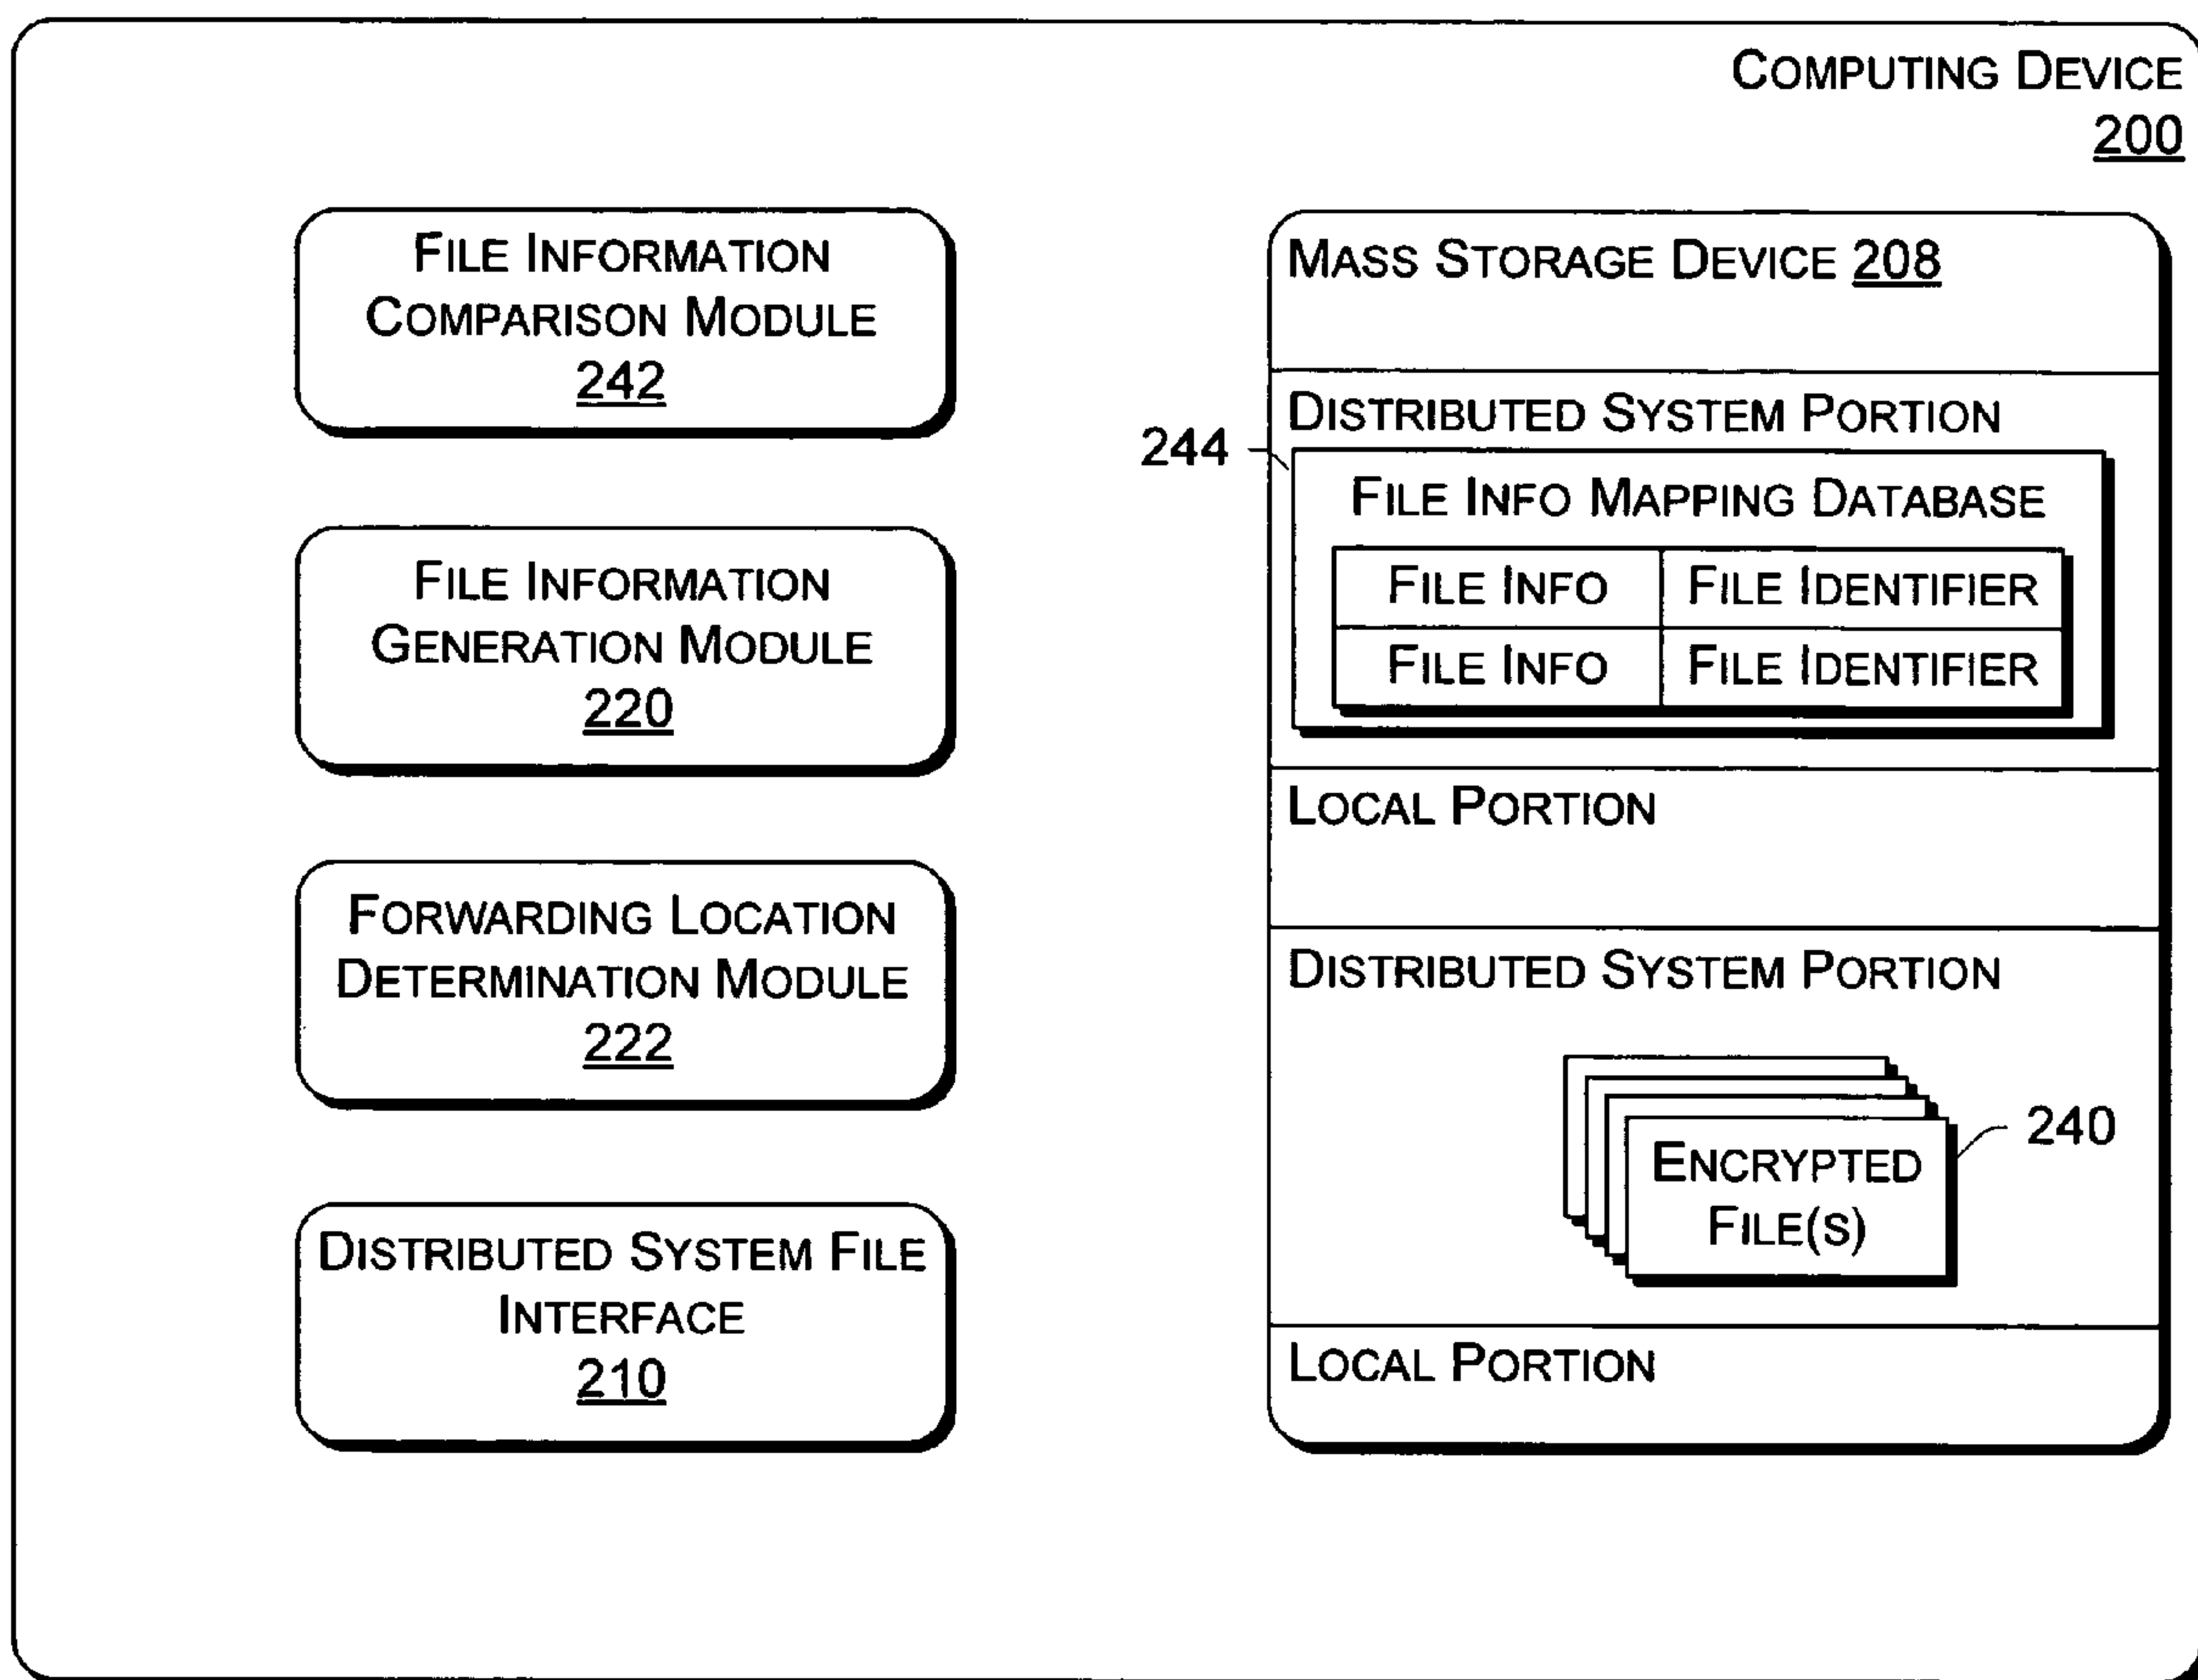 COMPUTING DEVICE
200
FILE INFORMATION
COMPARISON MODULE
242
FILE INFORMATION
GENERATION MODULE
220
FORWARDING LOCATION
DETERMINATION MODULE
222
DISTRIBUTED SYSTEM FILE
INTERFACE
210
MASS STORAGE DEVICE 208
DISTRIBUTED SYSTEM PORTION
244
FILE INFO MAPPING DATABASE
FILE INFO FILE IDENTIFIER
FILE INFO FILE IDENTIFIER
LOCAL PORTION
DISTRIBUTED SYSTEM PORTION
240
ENCRYPTED
FILE(S)
LOCAL PORTION